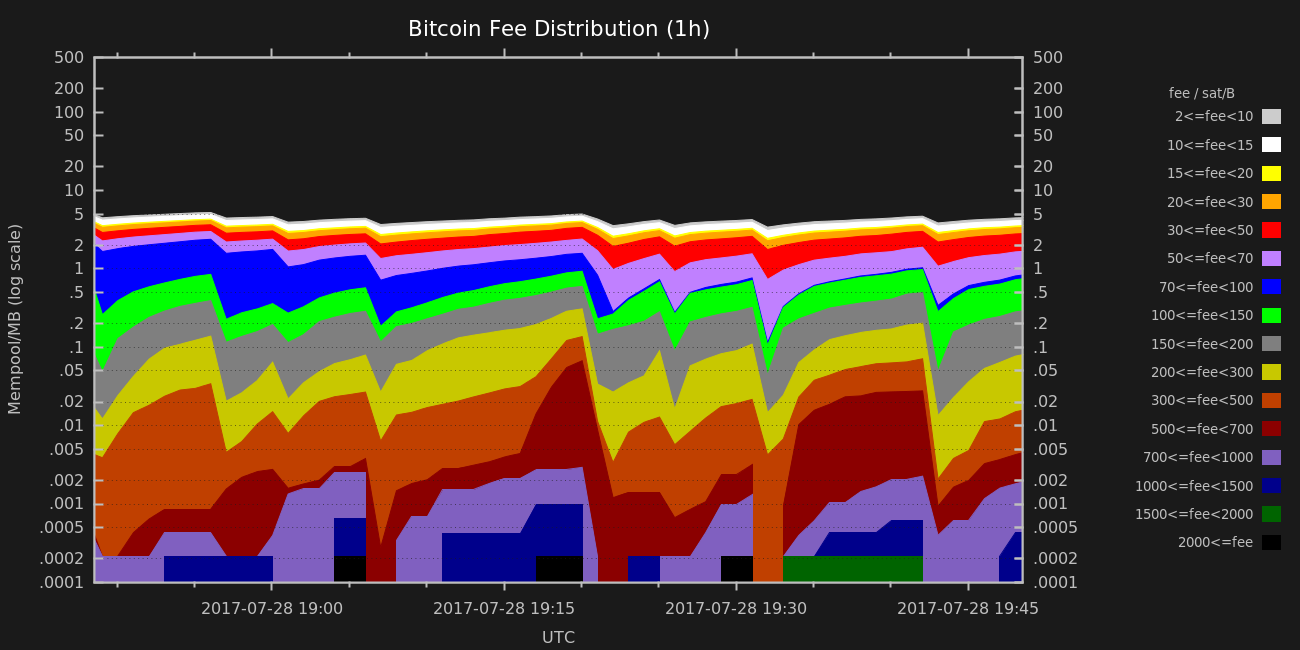 Bitcoin Fee Distribution (1h)
500
200
100
50
20
10
5
2
1
.5
.2
.1
.05
.02
.01
.005
.002
.001
.0005
.0002
.0001
Mempool/MB (log scale)
500
200
100
50
20
10
5
2
1
.5
.2
.1
.05
.02
.01
.005
.002
.001
.0005
.0002
.0001
2017-07-28 19:00 2017-07-28 19:15 2017-07-28 19:30 2017-07-28 19:45
UTC
fee / sat/B
2<=fee<10
10<=fee<15
15<=fee<20
20<=fee<30
30<=fee<50
50<=fee<70
70<=fee<100
100<=fee<150
150<=fee<200
200<=fee<300
300<=fee<500
500<=fee<700
700<=fee<1000
1000<=fee<1500
1500<=fee<2000
2000<=fee